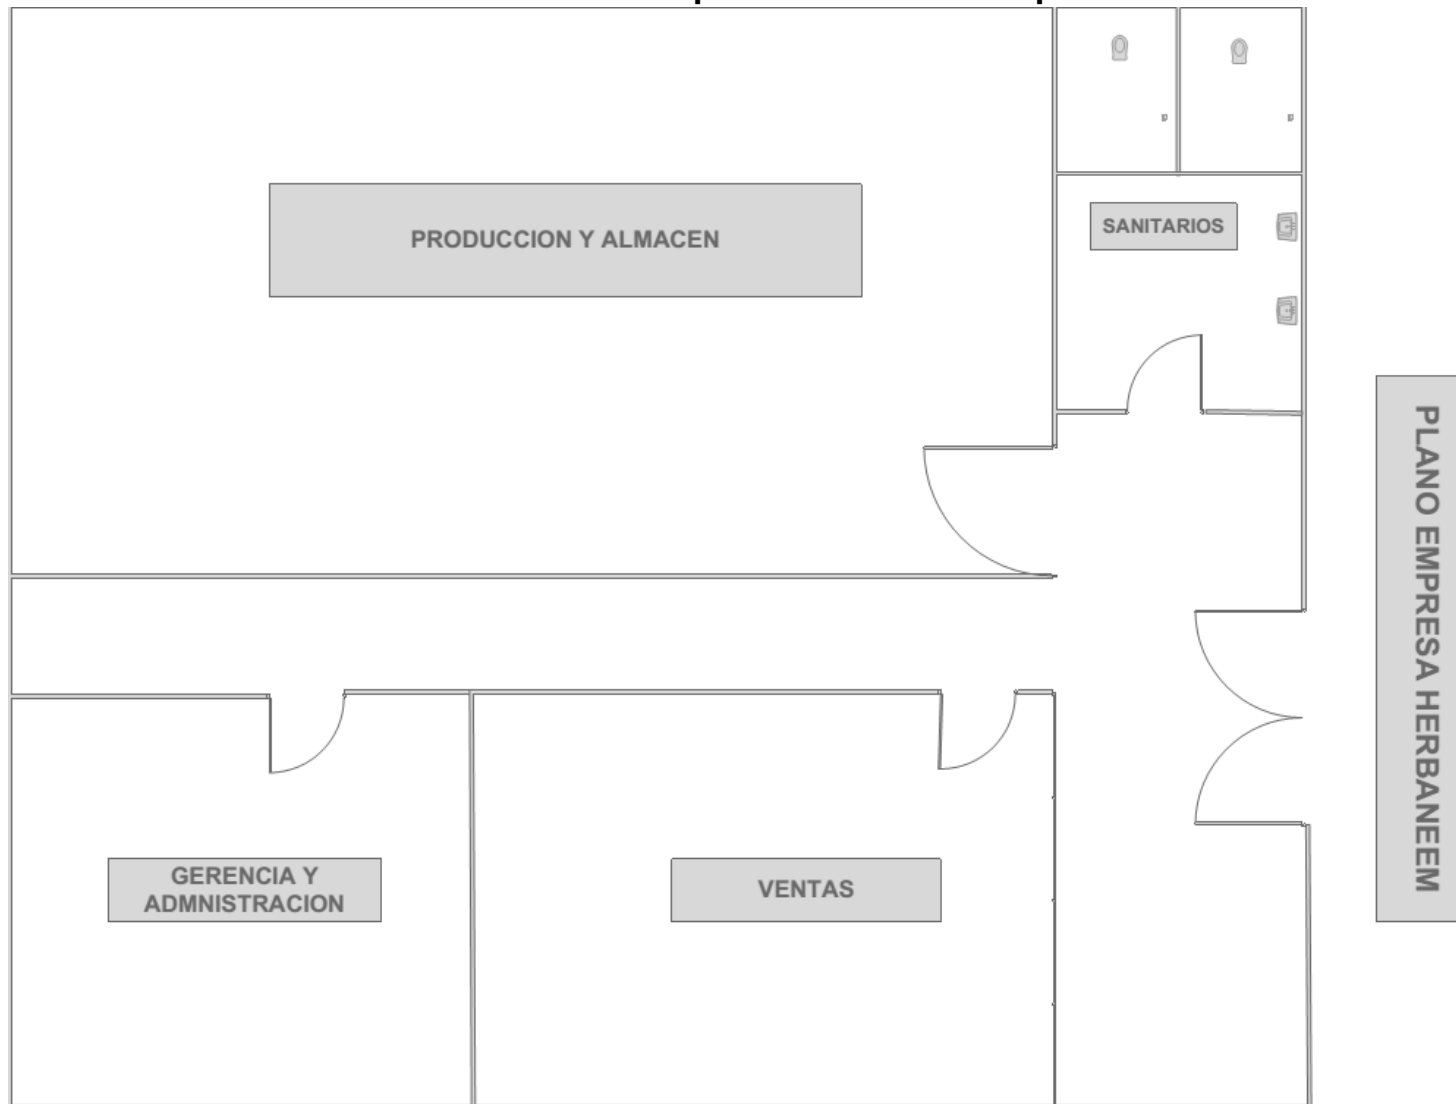 PRODUCCION Y ALMACEN
SANITARIOS
PLANO EMPRESA HERBANEEM
GERENCIA Y
ADMNISTRACION
VENTAS